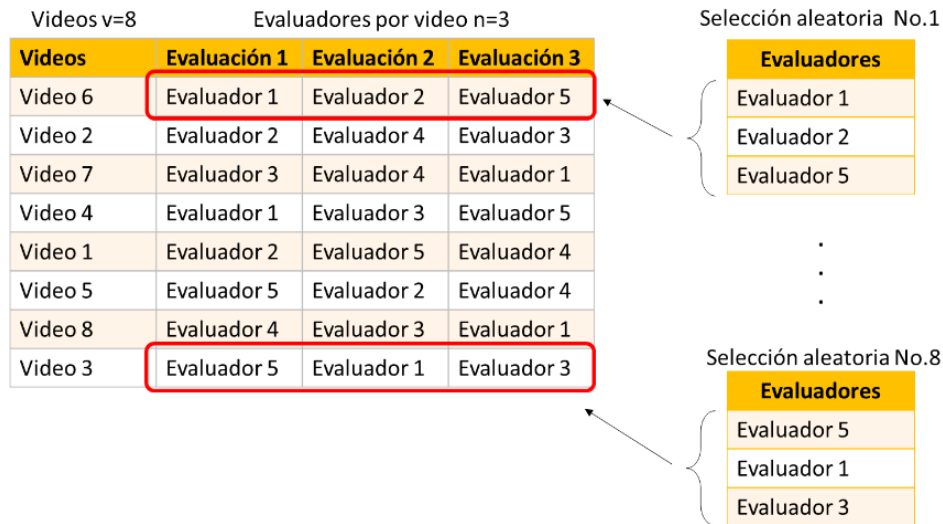 Videos v=8 Evaluadores por video n=3
Videos Evaluación 1 Evaluación 2 Evaluación 3
Video 6 Evaluador 1 Evaluador 2 Evaluador 5
Video 2 Evaluador 2 Evaluador 4 Evaluador 3
Video 7 Evaluador 3 Evaluador 4 Evaluador 1
Video 4 Evaluador 1 Evaluador 3 Evaluador 5
Video 1 Evaluador 2 Evaluador 5 Evaluador 4
Video 5 Evaluador 5 Evaluador 2 Evaluador 4
Video 8 Evaluador 4 Evaluador 3 Evaluador 1
Video 3 Evaluador 5 Evaluador 1 Evaluador 3
Selección aleatoria No.1
Evaluadores
Evaluador 1
Evaluador 2
Evaluador 5
.
.
.
Selección aleatoria No.8
Evaluadores
Evaluador 5
Evaluador 1
Evaluador 3